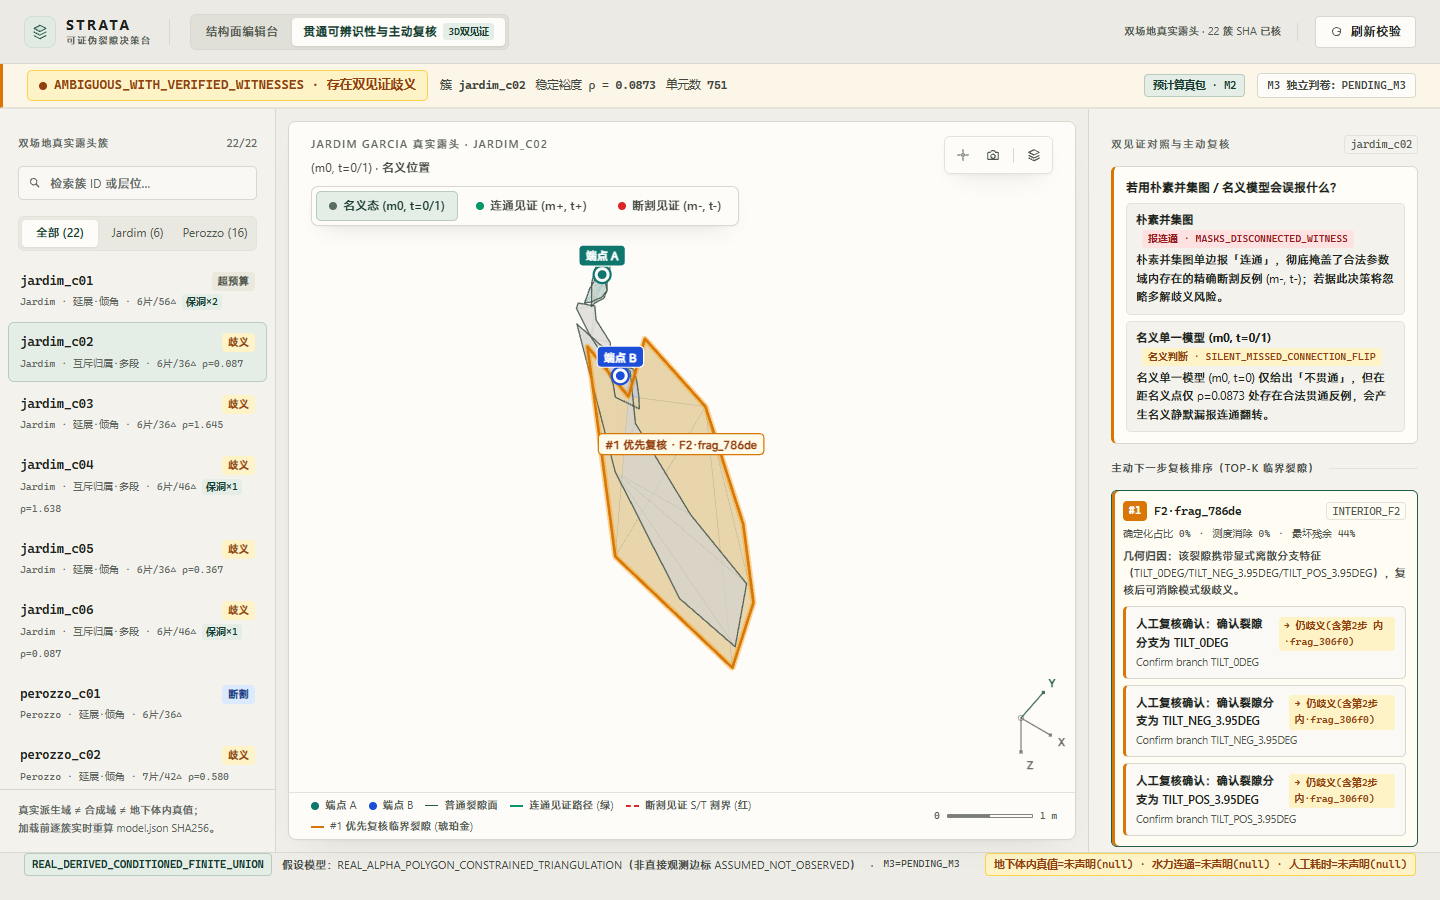 STRATA
可证伪裂隙决策台
结构面编辑台
贯通可辨识性与主动复核 3D双见证
双场地真实露头 · 22 簇 SHA 已核
刷新校验
AMBIGUOUS_WITH_VERIFIED_WITNESSES · 存在双见证歧义
簇 jardim_c02 稳定裕度 ρ = 0.0873 单元数 751
预计算真包 · M2
M3 独立判卷: PENDING_M3
双场地真实露头簇 22/22
检索簇 ID 或层位...
全部 (22) Jardim (6) Perozzo (16)
jardim_c01 超预算
Jardim · 延展·倾角 · 6片/56△ 保洞×2
jardim_c02 歧义
Jardim · 互斥归属·多段 · 6片/36△ ρ=0.087
jardim_c03 歧义
Jardim · 延展·倾角 · 6片/36△ ρ=1.645
jardim_c04 歧义
Jardim · 互斥归属·多段 · 6片/46△ 保洞×1
ρ=1.638
jardim_c05 歧义
Jardim · 延展·倾角 · 6片/36△ ρ=0.367
jardim_c06 歧义
Jardim · 互斥归属·多段 · 6片/46△ 保洞×1
ρ=0.087
perozzo_c01 断割
Perozzo · 延展·倾角 · 6片/36△
perozzo_c02 歧义
Perozzo · 延展·倾角 · 7片/42△ ρ=0.580
真实派生域 ≠ 合成域 ≠ 地下体内真值；
加载前逐簇实时重算 model.json SHA256。
JARDIM GARCIA 真实露头 · JARDIM_C02
(m0, t=0/1) · 名义位置
名义态 (m0, t=0/1) 连通见证 (m+, t+) 断割见证 (m-, t-)
端点 A
端点 B
#1 优先复核 · F2·frag_786de
Y
X
Z
端点 A 端点 B 普通裂隙面 连通见证路径 (绿) 断割见证 S/T 割界 (红)
#1 优先复核临界裂隙 (琥珀金)
0 1 m
双见证对照与主动复核 jardim_c02
若用朴素并集图 / 名义模型会误报什么？
朴素并集图
报连通 · MASKS_DISCONNECTED_WITNESS
朴素并集图单边报「连通」，彻底掩盖了合法参数
域内存在的精确断割反例 (m-, t-)；若据此决策将忽
略多解歧义风险。
名义单一模型 (m0, t=0/1)
名义判断 · SILENT_MISSED_CONNECTION_FLIP
名义单一模型 (m0, t=0) 仅给出「不贯通」，但在
距名义点仅 ρ=0.0873 处存在合法贯通反例，会产
生名义静默漏报连通翻转。
主动下一步复核排序 (TOP-K 临界裂隙)
#1 F2·frag_786de INTERIOR_F2
确定化占比 0% · 测度消除 0% · 最坏残余 44%
几何归因：该裂隙携带显式离散分支特征
（TILT_0DEG/TILT_NEG_3.95DEG/TILT_POS_3.95DEG），复
核后可消除模式级歧义。
人工复核确认：确认裂隙
分支为 TILT_0DEG
→ 仍歧义(含第2步 内
·frag_306f0)
Confirm branch TILT_0DEG
人工复核确认：确认裂隙分
支为 TILT_NEG_3.95DEG
→ 仍歧义(含第2步
内·frag_306f0)
Confirm branch TILT_NEG_3.95DEG
人工复核确认：确认裂隙分
支为 TILT_POS_3.95DEG
→ 仍歧义(含第2步
内·frag_306f0)
Confirm branch TILT_POS_3.95DEG
REAL_DERIVED_CONDITIONED_FINITE_UNION
假设模型：REAL_ALPHA_POLYGON_CONSTRAINED_TRIANGULATION (非直接观测边标 ASSUMED_NOT_OBSERVED) · M3=PENDING_M3
地下体内真值=未声明(null) · 水力连通=未声明(null) · 人工耗时=未声明(null)